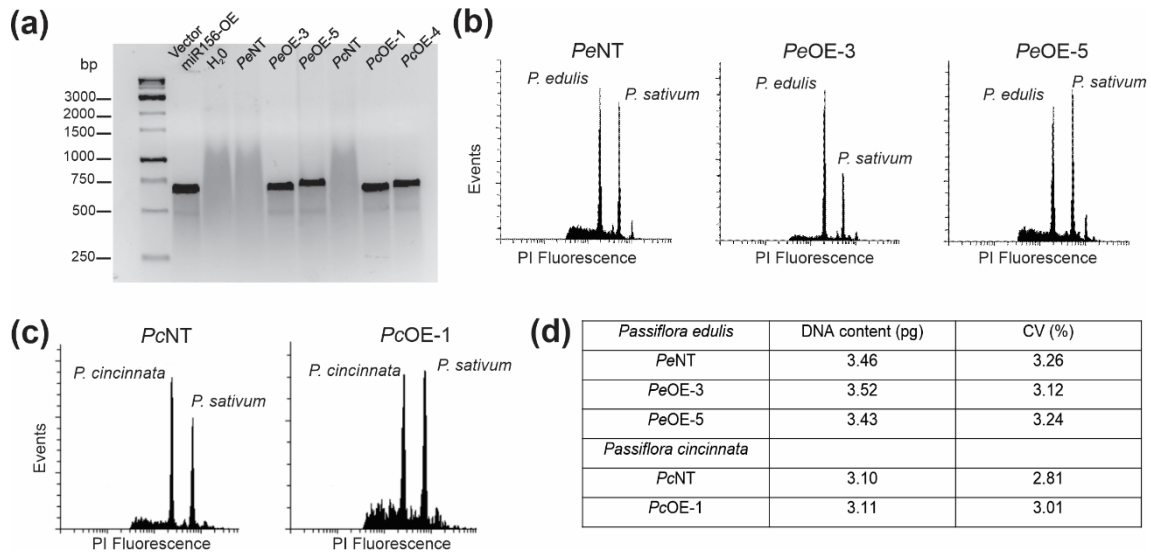 (a)
Vector
miR156-OE
H₂0
PeNT
PeOE-3
PeOE-5
PcNT
PcOE-1
PcOE-4
bp
3000
2000
1500
1000
750
500
250
(b)
PeNT
P. edulis
P. sativum
Events
PI Fluorescence
PeOE-3
P. edulis
P. sativum
PI Fluorescence
PeOE-5
P. edulis
P. sativum
PI Fluorescence
(c)
PcNT
P. cincinnata
P. sativum
Events
PI Fluorescence
PcOE-1
P. cincinnata
P. sativum
PI Fluorescence
(d)
Passiflora edulis DNA content (pg) CV (%)
PeNT 3.46 3.26
PeOE-3 3.52 3.12
PeOE-5 3.43 3.24
Passiflora cincinnata
PcNT 3.10 2.81
PcOE-1 3.11 3.01